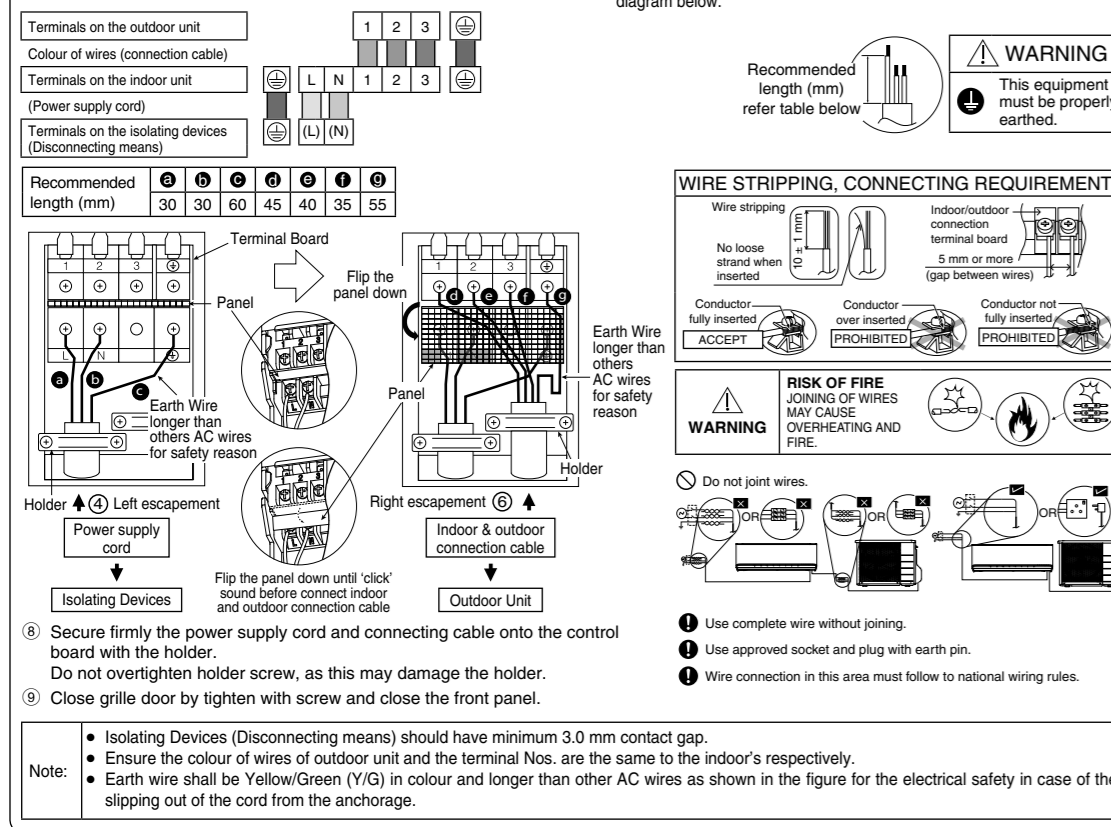 diagram below.
Terminals on the outdoor unit
1 2 3
Colour of wires (connection cable)
Terminals on the indoor unit
L N 1 2 3
(Power supply cord)
Terminals on the isolating devices
(Disconnecting means)
(L) (N)
Recommended
length (mm)
refer table below
WARNING
This equipment
must be properly
earthed.
Recommended
length (mm)
a b c d e f g
30 30 60 45 40 35 55
Terminal Board
1 2 3
Panel
L N
a b c
Earth Wire
longer than
others AC wires
for safety reason
Holder ④ Left escapement
Power supply
cord
Isolating Devices
1 2 3
L N
Flip the panel down until 'click'
sound before connect indoor
and outdoor connection cable
Flip the
panel down
Panel
1 2 3
d e f g
Earth Wire
longer than
others
AC wires
for safety
reason
Holder
Right escapement ⑥
Indoor & outdoor
connection cable
Outdoor Unit
WIRE STRIPPING, CONNECTING REQUIREMENT
Wire stripping
No loose
strand when
inserted
10 ± 1 mm
Indoor/outdoor
connection
terminal board
5 mm or more
(gap between wires)
Conductor
fully inserted
ACCEPT
Conductor
over inserted
PROHIBITED
Conductor not
fully inserted
PROHIBITED
WARNING
RISK OF FIRE
JOINING OF WIRES
MAY CAUSE
OVERHEATING AND
FIRE.
Do not joint wires.
OR
OR
OR
Use complete wire without joining.
Use approved socket and plug with earth pin.
Wire connection in this area must follow to national wiring rules.
⑧ Secure firmly the power supply cord and connecting cable onto the control
board with the holder.
Do not overtighten holder screw, as this may damage the holder.
⑨ Close grille door by tighten with screw and close the front panel.
Note:
• Isolating Devices (Disconnecting means) should have minimum 3.0 mm contact gap.
• Ensure the colour of wires of outdoor unit and the terminal Nos. are the same to the indoor's respectively.
• Earth wire shall be Yellow/Green (Y/G) in colour and longer than other AC wires as shown in the figure for the electrical safety in case of the
slipping out of the cord from the anchorage.